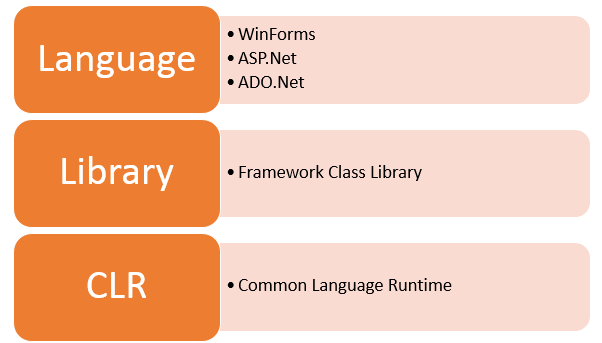 Language
• WinForms
• ASP.Net
• ADO.Net
Library
• Framework Class Library
CLR
• Common Language Runtime